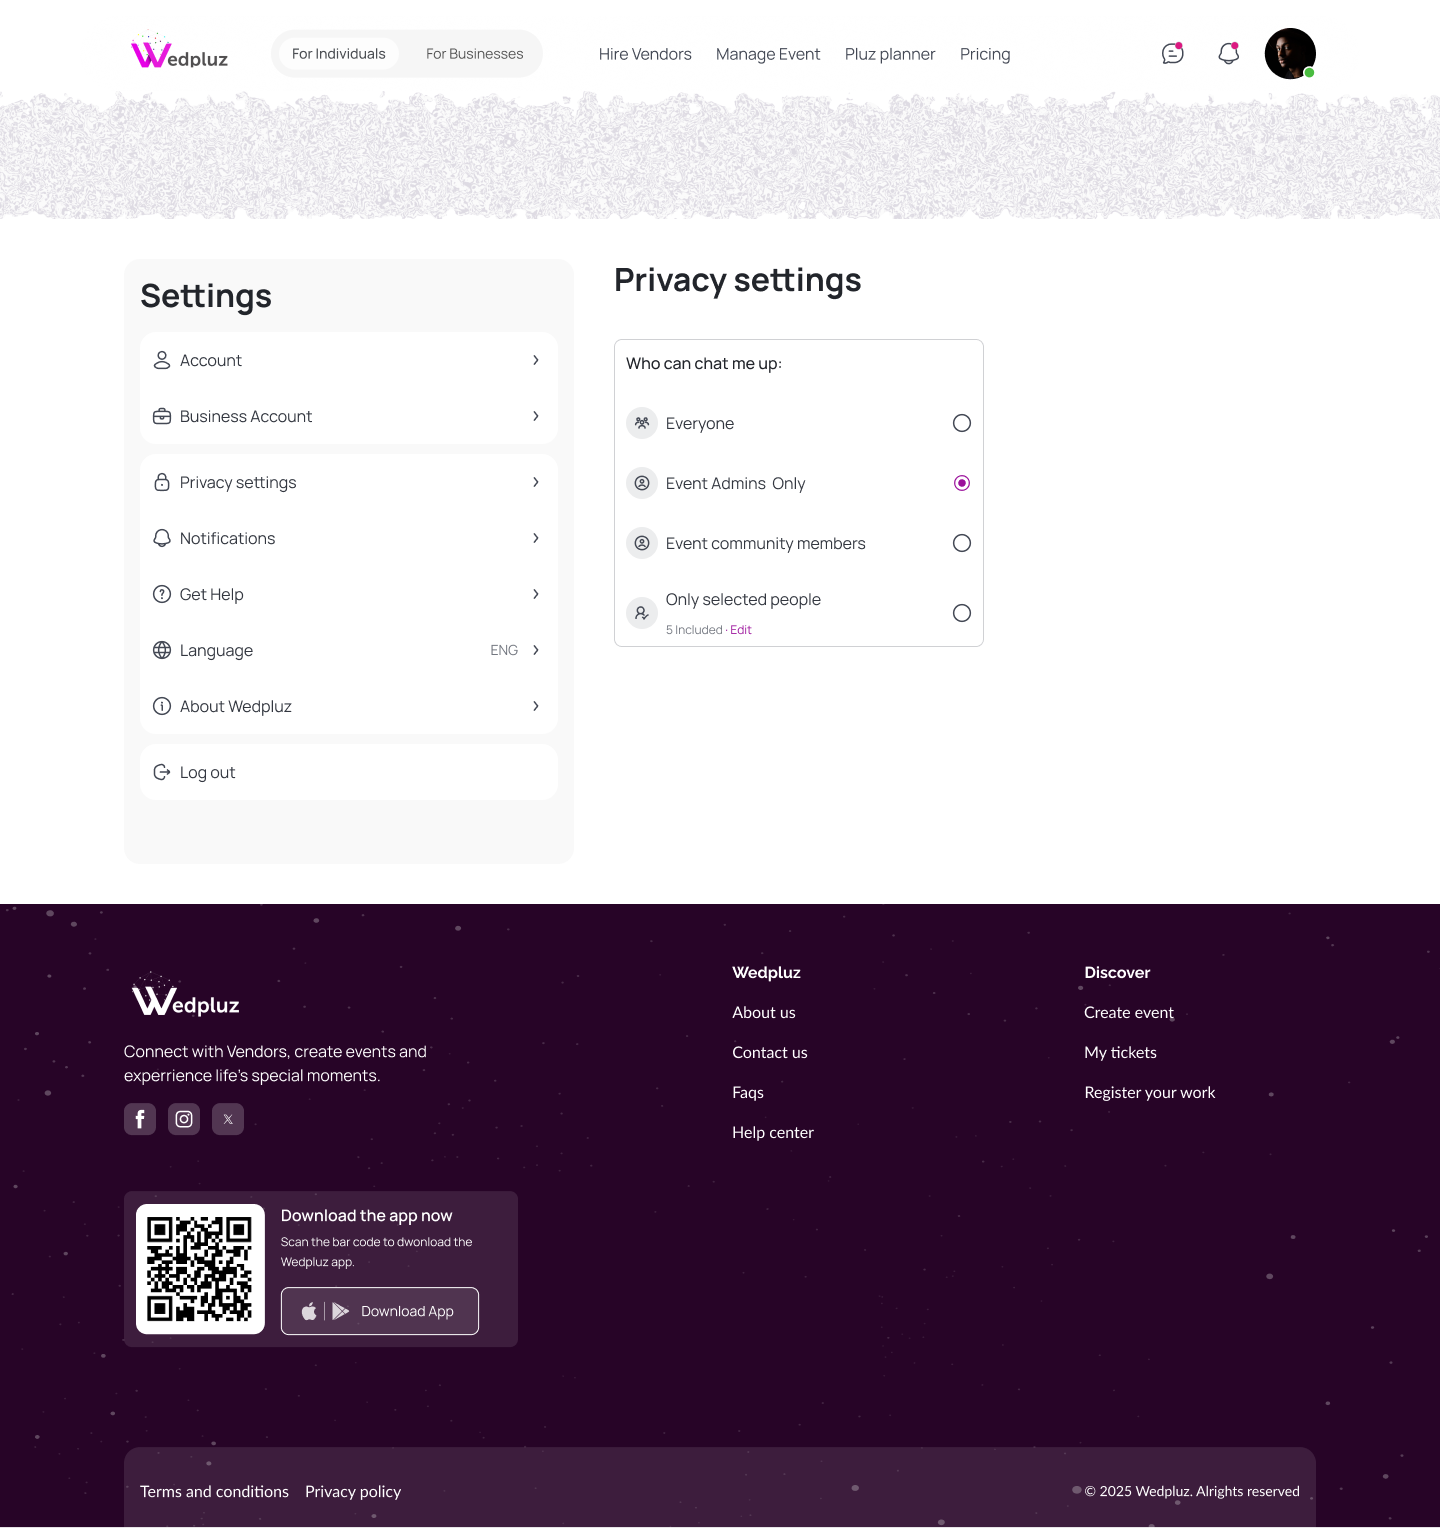 Wedpluz
For Individuals
For Businesses
Hire Vendors
Manage Event
Pluz planner
Pricing
Settings
Account
Business Account
Privacy settings
Notifications
Get Help
Language
ENG
About Wedpluz
Log out
Privacy settings
Who can chat me up:
Everyone
Event Admins  Only
Event community members
Only selected people
5 Included · Edit
Wedpluz
Connect with Vendors, create events and
experrience life's special moments.
Wedpluz
About us
Contact us
Faqs
Help center
Discover
Create event
My tickets
Register your work
Download the app now
Scan the bar code to dwonload the
Wedpluz app.
Download App
Terms and conditions
Privacy policy
© 2025 Wedpluz. Alrights reserved